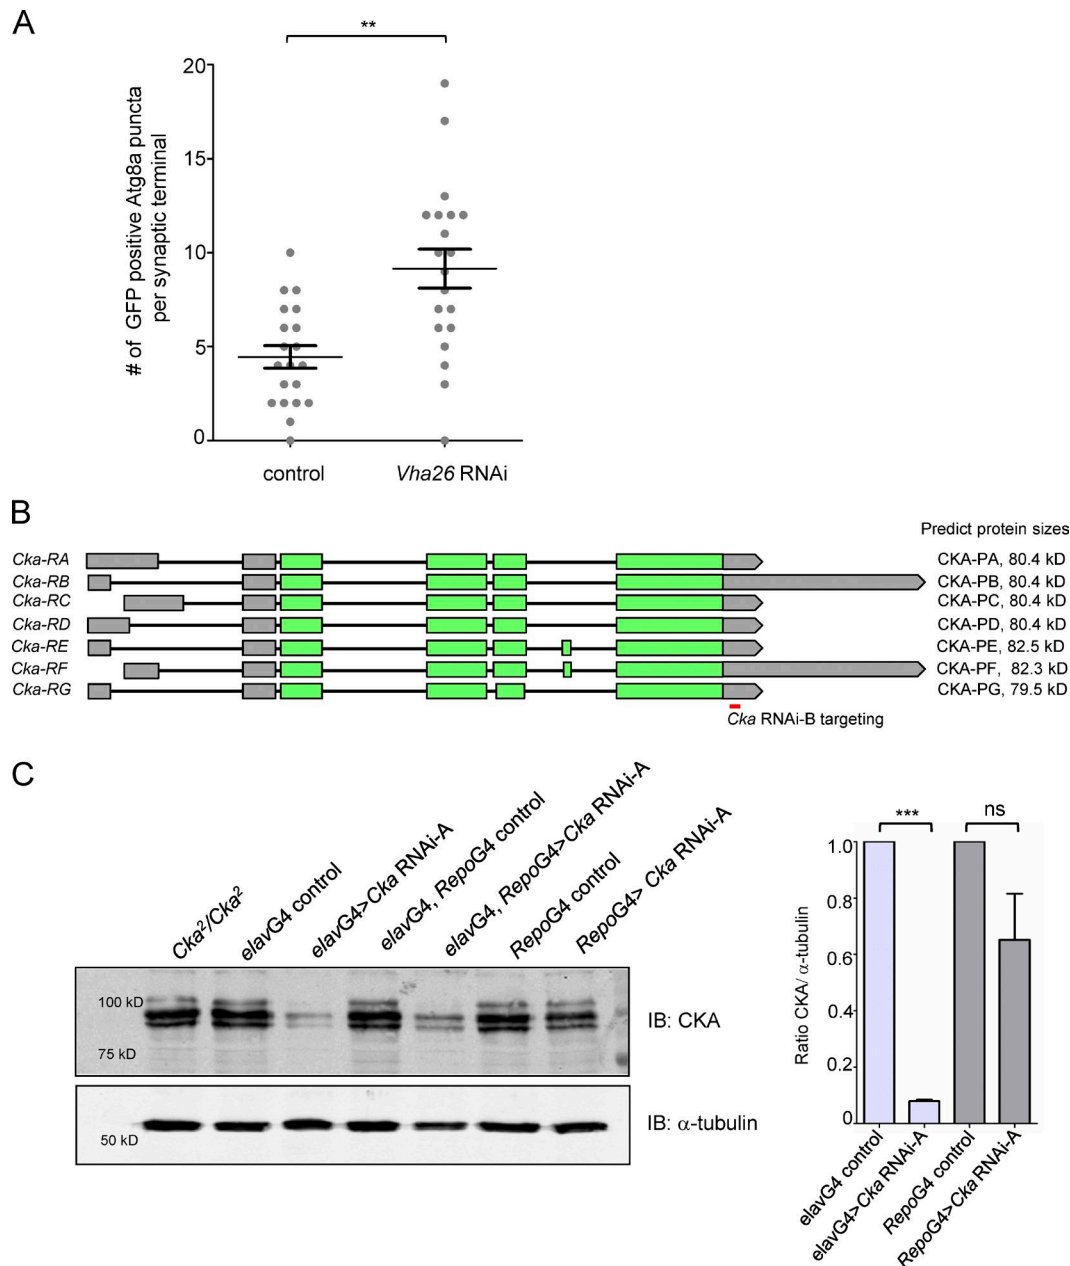 A
**
# of GFP positive Atg8a puncta
per synaptic terminal
20
15
10
5
0
control
Vha26 RNAi
B
Predict protein sizes
Cka-RA
CKA-PA, 80.4 kD
Cka-RB
CKA-PB, 80.4 kD
Cka-RC
CKA-PC, 80.4 kD
Cka-RD
CKA-PD, 80.4 kD
Cka-RE
CKA-PE, 82.5 kD
Cka-RF
CKA-PF, 82.3 kD
Cka-RG
CKA-PG, 79.5 kD
Cka RNAi-B targeting
C
Cka²/Cka²
elavG4 control
elavG4>Cka RNAi-A
elavG4, RepoG4 control
elavG4, RepoG4>Cka RNAi-A
RepoG4 control
RepoG4> Cka RNAi-A
100 kD
75 kD
IB: CKA
50 kD
IB: α-tubulin
***
ns
Ratio CKA/ α-tubulin
1.0
0.8
0.6
0.4
0.2
0
elavG4 control
elavG4>Cka RNAi-A
RepoG4 control
RepoG4> Cka RNAi-A